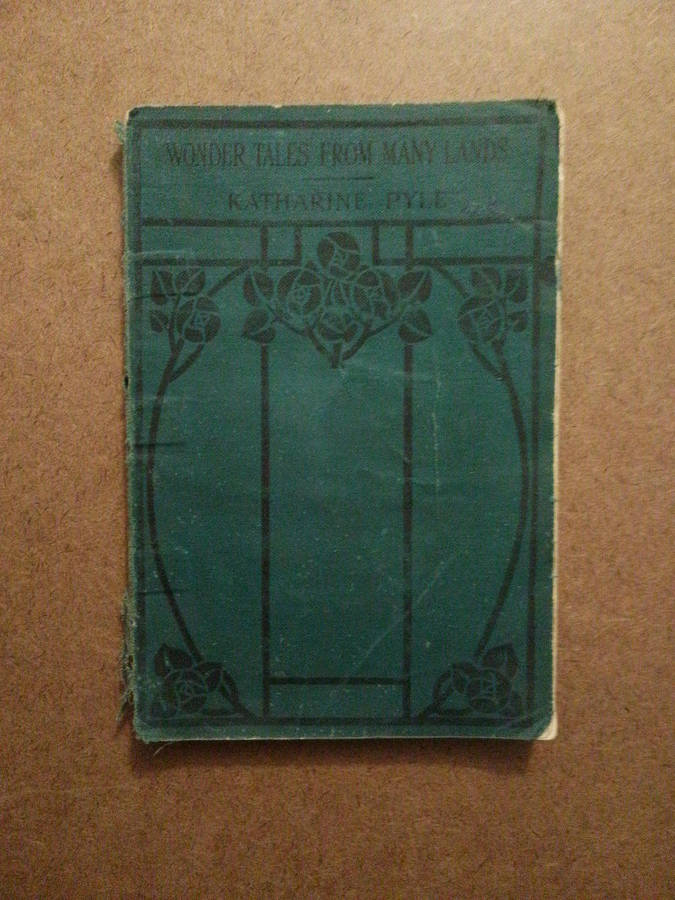 WONDER TALES FROM MANY LANDS
KATHARINE PYLE